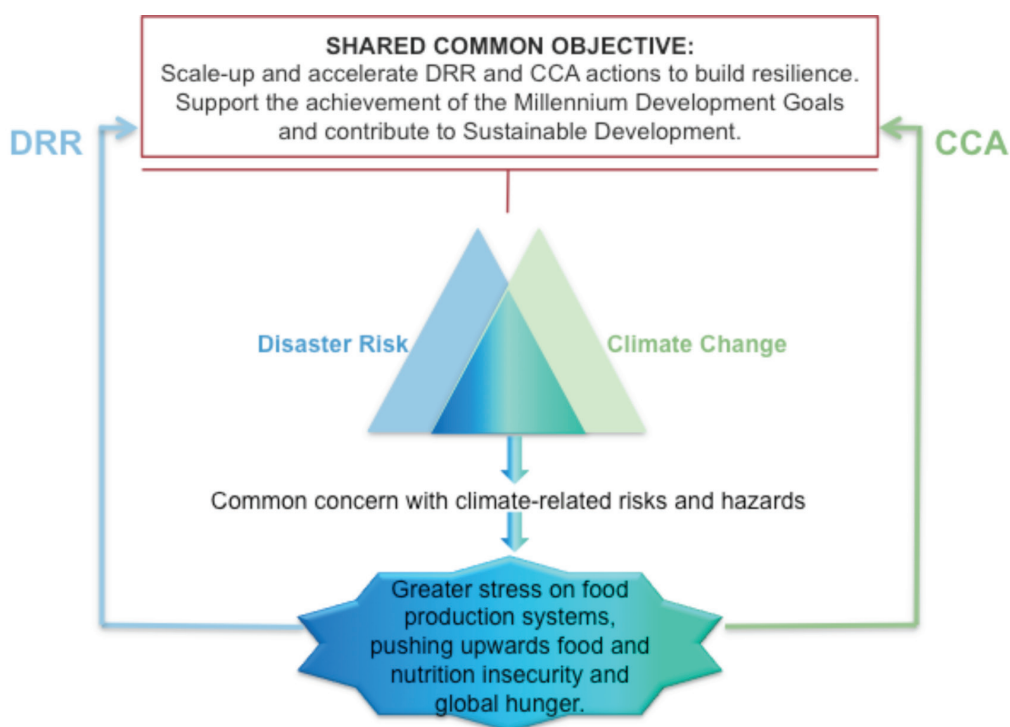 SHARED COMMON OBJECTIVE:
Scale-up and accelerate DRR and CCA actions to build resilience.
Support the achievement of the Millennium Development Goals
and contribute to Sustainable Development.
DRR
CCA
Disaster Risk
Climate Change
Common concern with climate-related risks and hazards
Greater stress on food
production systems,
pushing upwards food and
nutrition insecurity and
global hunger.